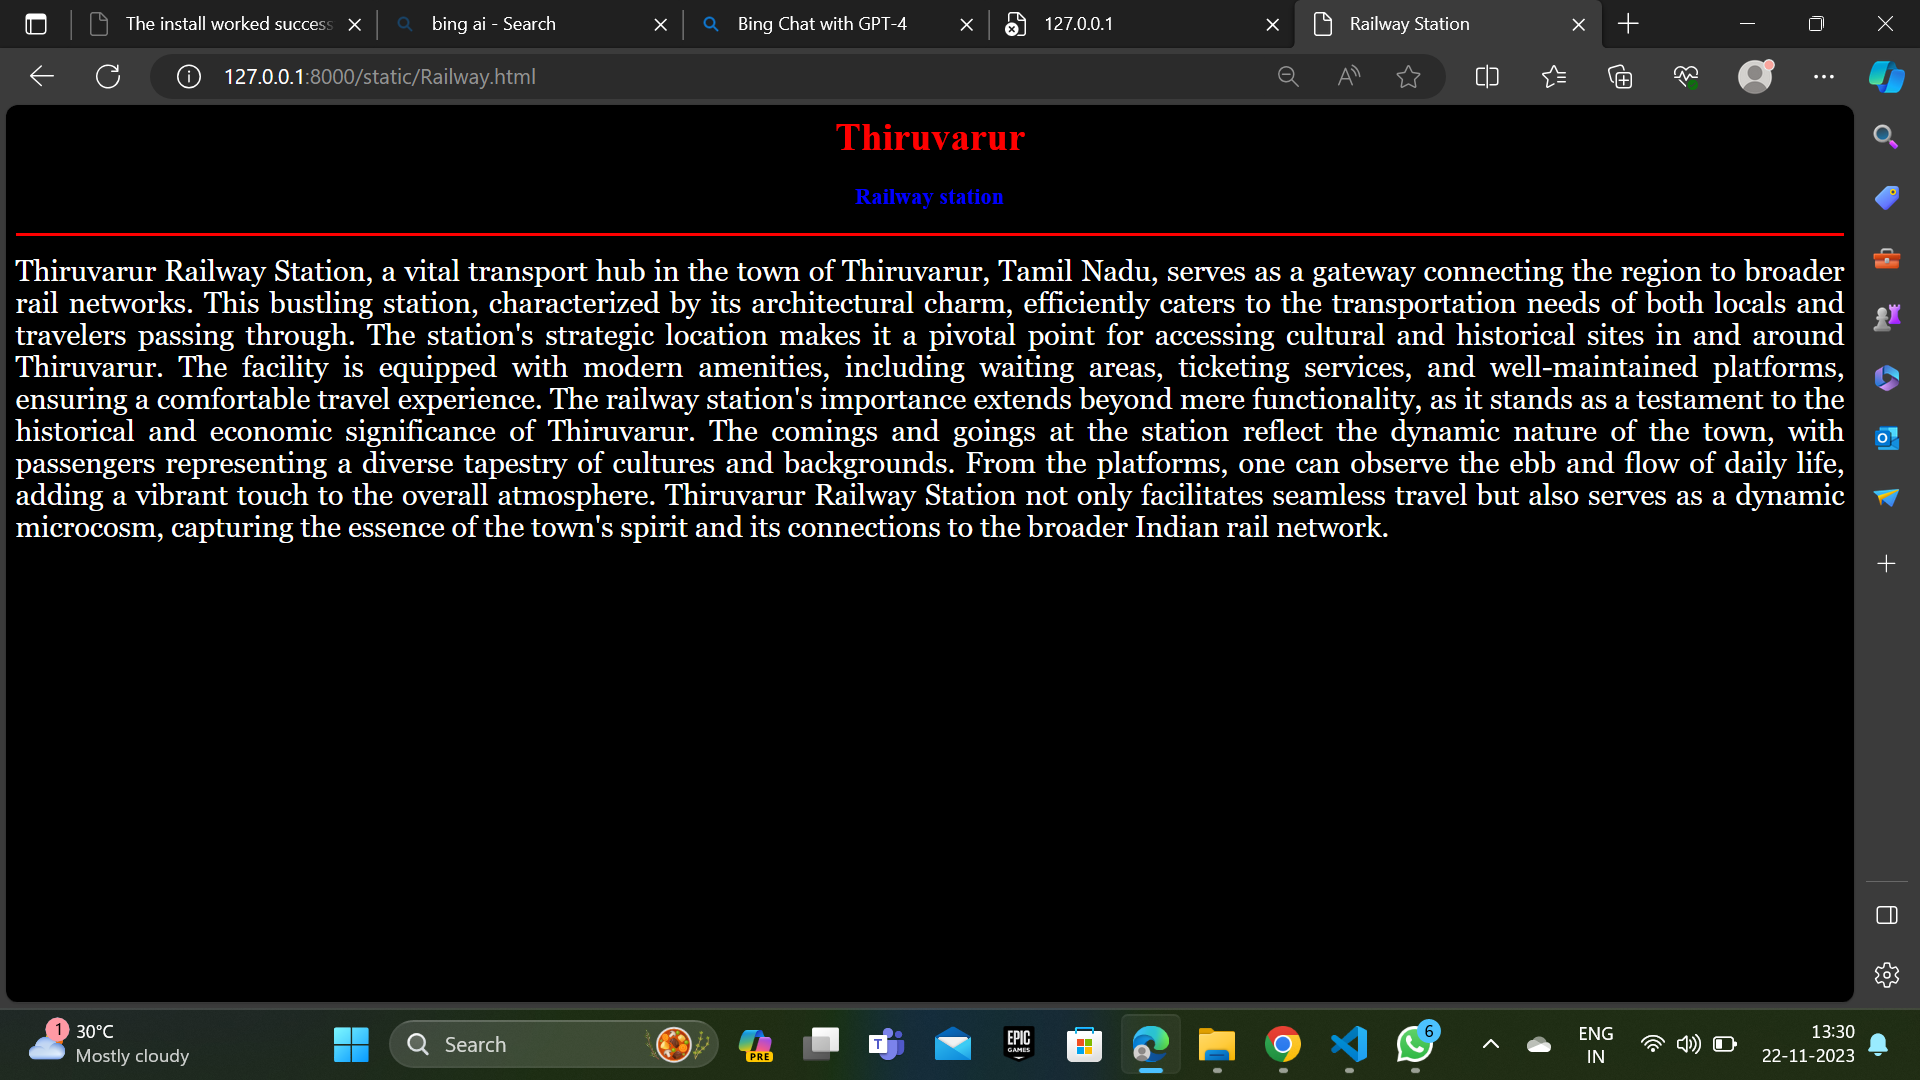 The install worked success
bing ai - Search
Bing Chat with GPT-4
127.0.0.1
Railway Station
127.0.0.1:8000/static/Railway.html
Thiruvarur
Railway station
Thiruvarur Railway Station, a vital transport hub in the town of Thiruvarur, Tamil Nadu, serves as a gateway connecting the region to broader
rail networks. This bustling station, characterized by its architectural charm, efficiently caters to the transportation needs of both locals and
travelers passing through. The station's strategic location makes it a pivotal point for accessing cultural and historical sites in and around
Thiruvarur. The facility is equipped with modern amenities, including waiting areas, ticketing services, and well-maintained platforms,
ensuring a comfortable travel experience. The railway station's importance extends beyond mere functionality, as it stands as a testament to the
historical and economic significance of Thiruvarur. The comings and goings at the station reflect the dynamic nature of the town, with
passengers representing a diverse tapestry of cultures and backgrounds. From the platforms, one can observe the ebb and flow of daily life,
adding a vibrant touch to the overall atmosphere. Thiruvarur Railway Station not only facilitates seamless travel but also serves as a dynamic
microcosm, capturing the essence of the town's spirit and its connections to the broader Indian rail network.
1
30°C
Mostly cloudy
Search
PRE
T
EPIC
GAMES
6
ENG
IN
13:30
22-11-2023